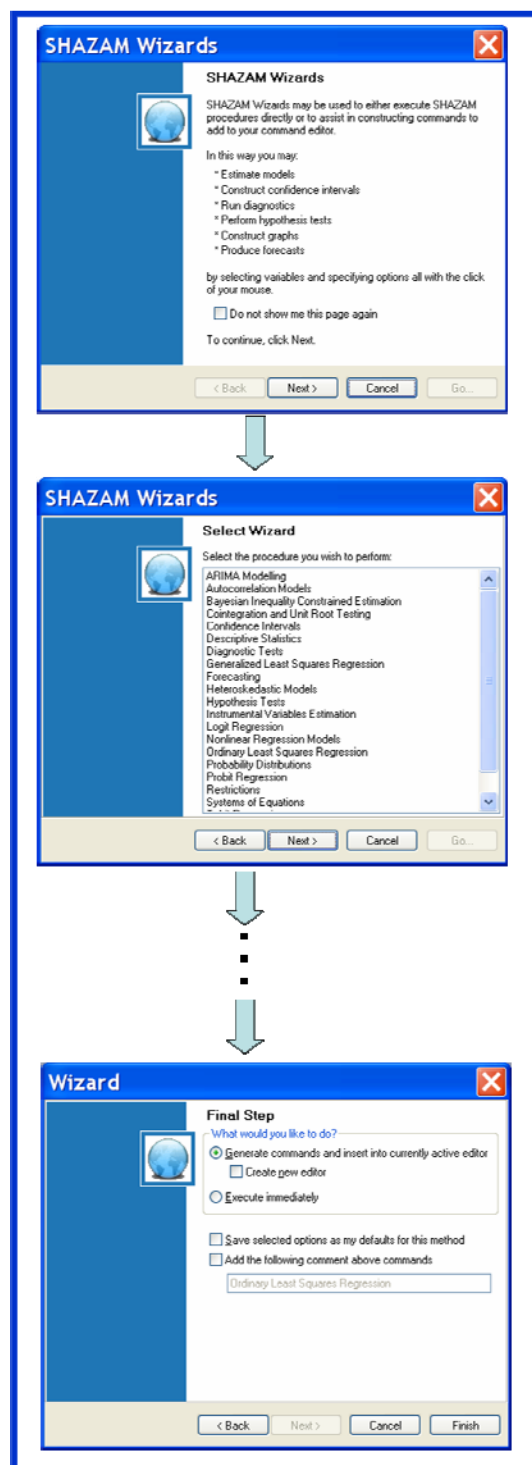 SHAZAM Wizards
SHAZAM Wizards
SHAZAM Wizards may be used to either execute SHAZAM
procedures directly or to assist in constructing commands to
add to your command editor.
In this way you may:
* Estimate models
* Construct confidence intervals
* Run diagnostics
* Perform hypothesis tests
* Construct graphs
* Produce forecasts
by selecting variables and specifying options all with the click
of your mouse.
Do not show me this page again
To continue, click Next.
< Back Next > Cancel Go...
SHAZAM Wizards
Select Wizard
Select the procedure you wish to perform:
ARIMA Modelling
Autocorrelation Models
Bayesian Inequality Constrained Estimation
Cointegration and Unit Root Testing
Confidence Intervals
Descriptive Statistics
Diagnostic Tests
Generalized Least Squares Regression
Forecasting
Heteroskedastic Models
Hypothesis Tests
Instrumental Variables Estimation
Logit Regression
Nonlinear Regression Models
Ordinary Least Squares Regression
Probability Distributions
Probit Regression
Restrictions
Systems of Equations
< Back Next > Cancel Go...
Wizard
Final Step
What would you like to do?
Generate commands and insert into currently active editor
Create new editor
Execute immediately
Save selected options as my defaults for this method
Add the following comment above commands
Ordinary Least Squares Regression
< Back Next > Cancel Finish